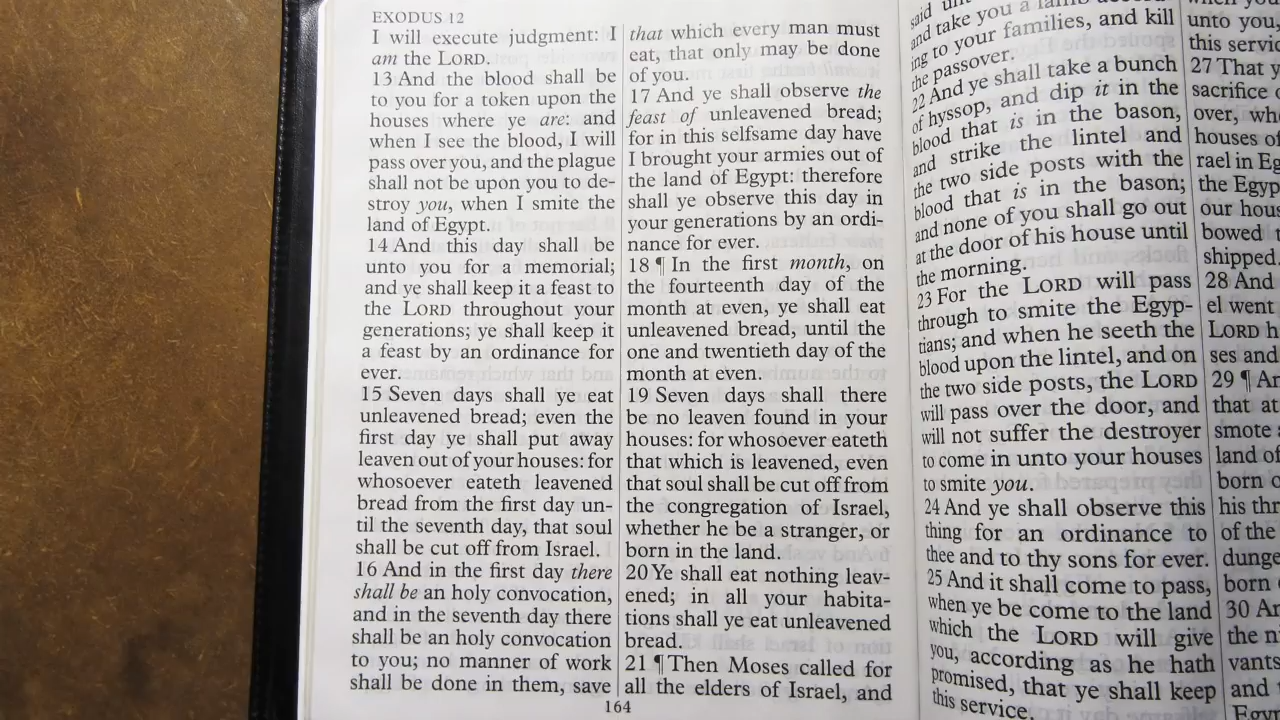 EXODUS 12
I will execute judgment: I
am the LORD.
13 And the blood shall be
to you for a token upon the
houses where ye are: and
when I see the blood, I will
pass over you, and the plague
shall not be upon you to de-
stroy you, when I smite the
land of Egypt.
14 And this day shall be
unto you for a memorial;
and ye shall keep it a feast to
the LORD throughout your
generations; ye shall keep it
a feast by an ordinance for
ever.
15 Seven days shall ye eat
unleavened bread; even the
first day ye shall put away
leaven out of your houses: for
whosoever eateth leavened
bread from the first day un-
til the seventh day, that soul
shall be cut off from Israel.
16 And in the first day there
shall be an holy convocation,
and in the seventh day there
shall be an holy convocation
to you; no manner of work
shall be done in them, save
that which every man must
eat, that only may be done
of you.
17 And ye shall observe the
feast of unleavened bread;
for in this selfsame day have
I brought your armies out of
the land of Egypt: therefore
shall ye observe this day in
your generations by an ordi-
nance for ever.
18 ¶ In the first month, on
the fourteenth day of the
month at even, ye shall eat
unleavened bread, until the
one and twentieth day of the
month at even.
19 Seven days shall there
be no leaven found in your
houses: for whosoever eateth
that which is leavened, even
that soul shall be cut off from
the congregation of Israel,
whether he be a stranger, or
born in the land.
20 Ye shall eat nothing leav-
ened; in all your habita-
tions shall ye eat unleavened
bread.
21 ¶ Then Moses called for
all the elders of Israel, and
164
said
and take you a lamb
ing to your families, and kill
the passover.
22 And ye shall take a bunch
of hyssop, and dip it in the
blood that is in the bason,
and strike the lintel and
the two side posts with the
blood that is in the bason;
and none of you shall go out
at the door of his house until
the morning.
23 For the LORD will pass
through to smite the Egyp-
tians; and when he seeth the
blood upon the lintel, and on
the two side posts, the LORD
will pass over the door, and
will not suffer the destroyer
to come in unto your houses
to smite you.
24 And ye shall observe this
thing for an ordinance to
thee and to thy sons for ever.
25 And it shall come to pass,
when ye be come to the land
which the LORD will give
you, according as he hath
promised, that ye shall keep
this service.
unto you
this servic
27 That y
sacrifice
over, wh
houses of
rael in Eg
the Egyp
our hous
bowed t
shipped.
28 And
el went
LORD h
ses and
29 ¶ An
that at
smote
land of
born o
his thr
of the
dunge
born
30 An
the n
vants
and
Egyp